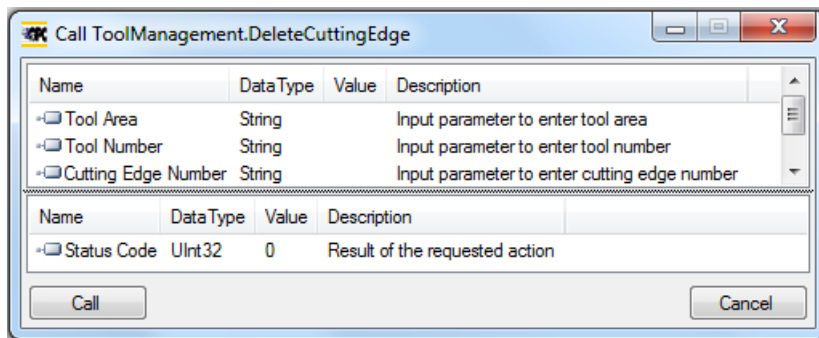 Call ToolManagement.DeleteCuttingEdge
Name DataType Value Description
Tool Area String Input parameter to enter tool area
Tool Number String Input parameter to enter tool number
Cutting Edge Number String Input parameter to enter cutting edge number
Name DataType Value Description
Status Code UInt32 0 Result of the requested action
Call Cancel